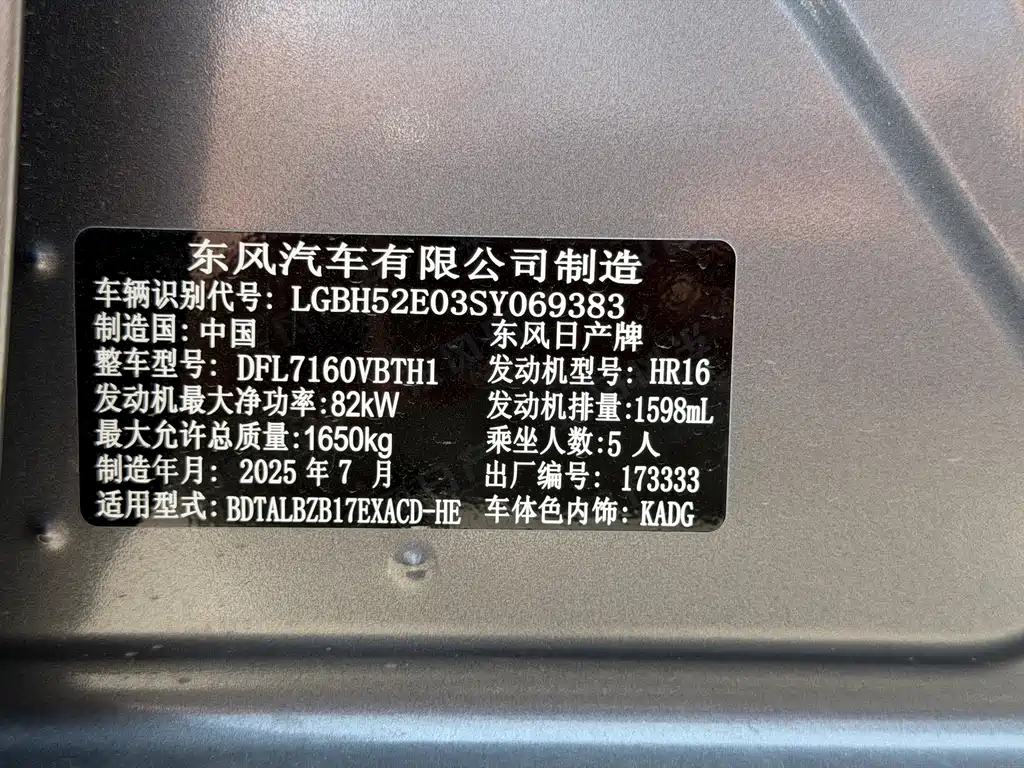 东风汽车有限公司制造
车辆识别代号: LGBH52E03SY069383
制造国: 中国 东风日产牌
整车型号: DFL7160VBTH1 发动机型号: HR16
发动机最大净功率:82kW 发动机排量:1598mL
最大允许总质量:1650kg 乘坐人数:5 人
制造年月: 2025 年 7 月 出厂编号: 173333
适用型式: BDTALBZB17EXACD-HE 车体色内饰: KADG